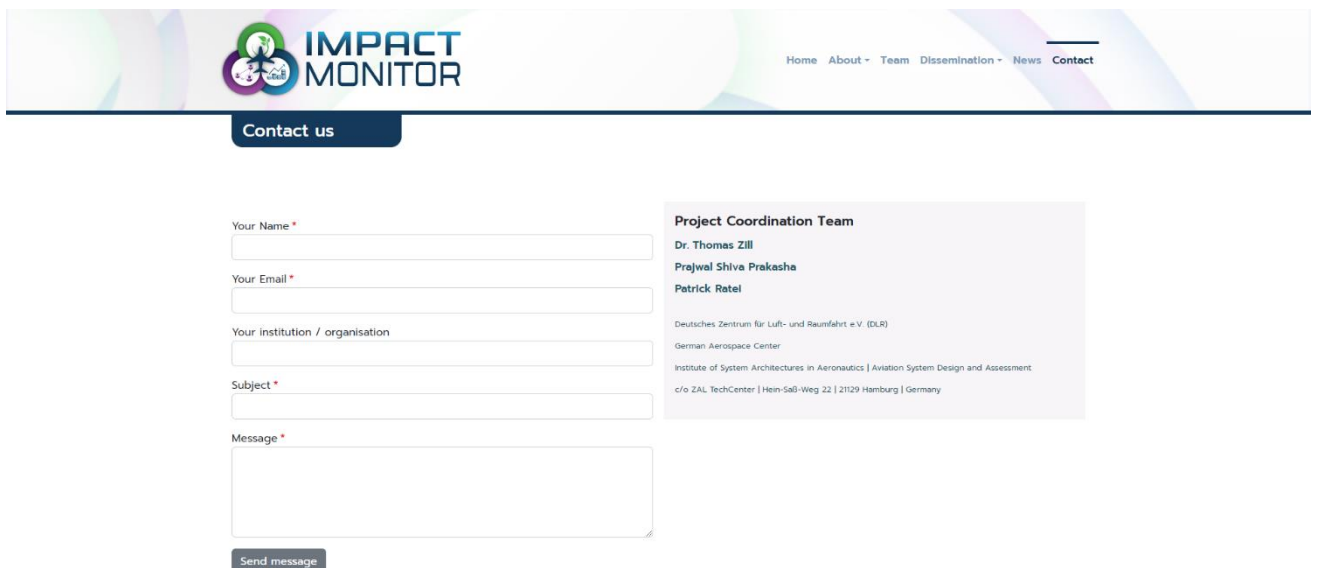 IMPACT
MONITOR
Home About Team Dissemination News Contact
Contact us
Your Name *
Your Email *
Your institution / organisation
Subject *
Message *
Send message
Project Coordination Team
Dr. Thomas Zill
Prajwal Shiva Prakasha
Patrick Ratei
Deutsches Zentrum für Luft- und Raumfahrt e.V. (DLR)
German Aerospace Center
Institute of System Architectures in Aeronautics | Aviation System Design and Assessment
c/o ZAL TechCenter | Hein-Saß-Weg 22 | 21129 Hamburg | Germany